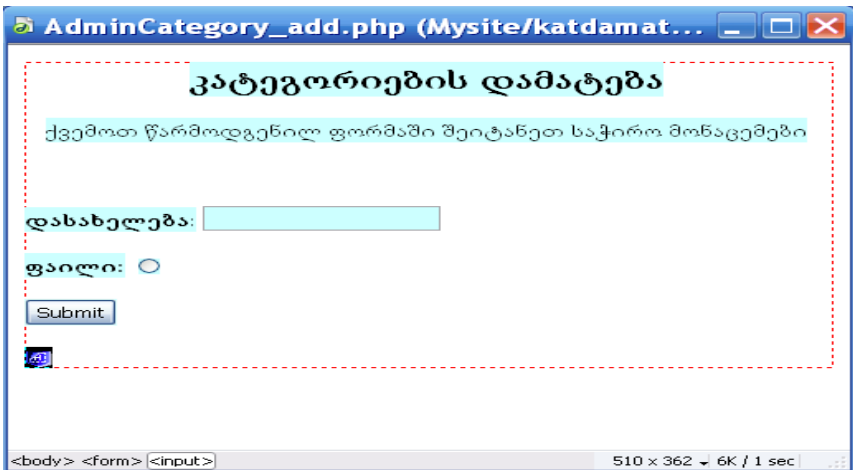 AdminCategory_add.php (Mysite/katdamat...
კატეგორიების დამატება
ქვემოთ წარმოდგენილ ფორმაში შეიტანეთ საჭირო მონაცემები
დასახელება:
ფაილი:
Submit
<body> <form> <input> 510 x 362 6K / 1 sec